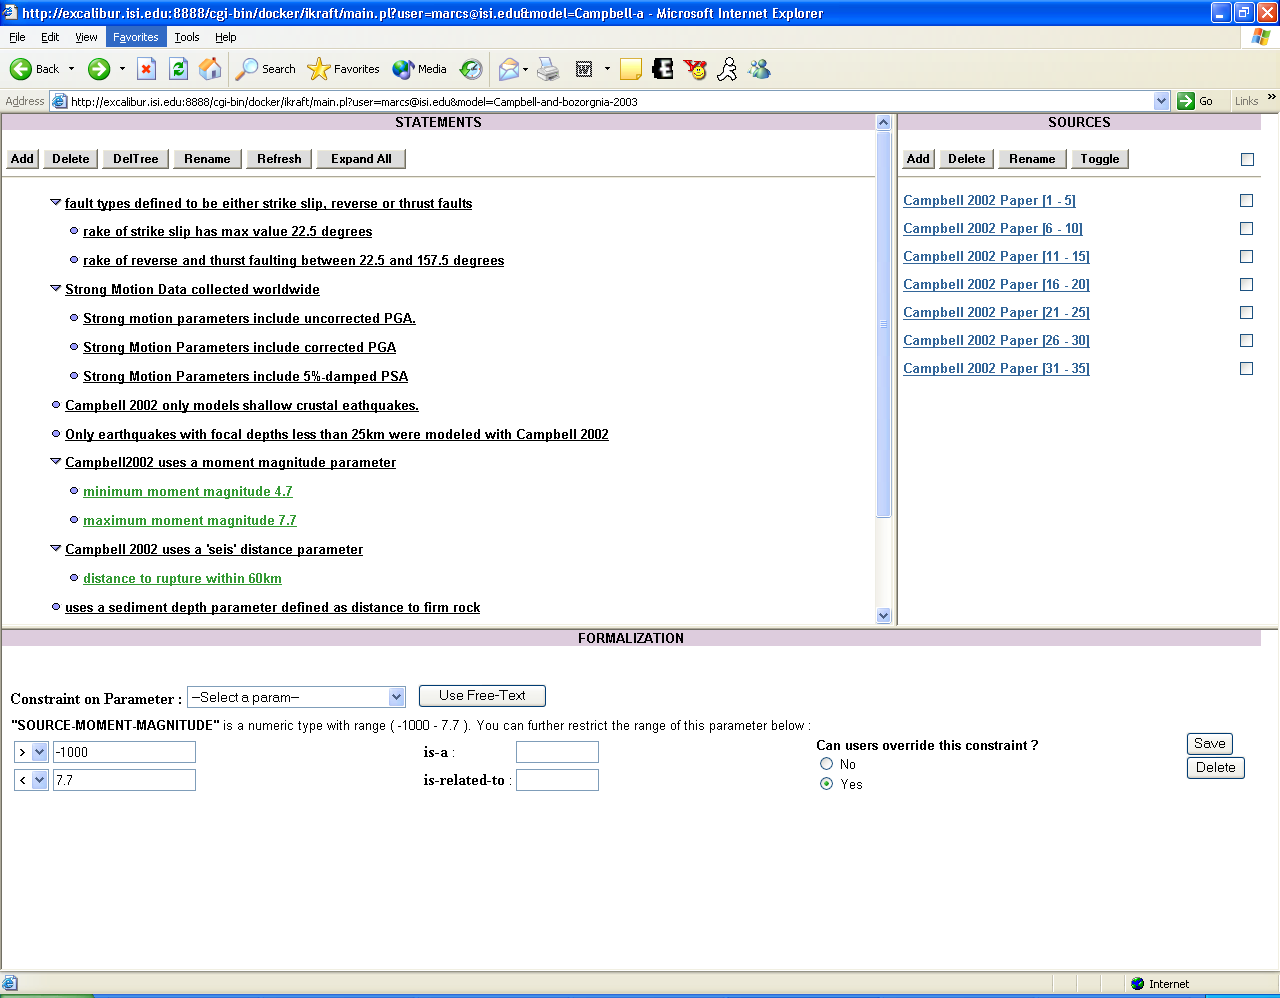 http://excalibur.isi.edu:8888/cgi-bin/docker/ikraft/main.pl?user=marcs@isi.edu&model=Campbell-a - Microsoft Internet Explorer
File Edit View Favorites Tools Help
Back Search Favorites Media
Address http://excalibur.isi.edu:8888/cgi-bin/docker/ikraft/main.pl?user=marcs@isi.edu&model=Campbell-and-bozorgnia-2003 Go Links »
STATEMENTS
Add Delete DelTree Rename Refresh Expand All
fault types defined to be either strike slip, reverse or thrust faults
rake of strike slip has max value 22.5 degrees
rake of reverse and thurst faulting between 22.5 and 157.5 degrees
Strong Motion Data collected worldwide
Strong motion parameters include uncorrected PGA.
Strong Motion Parameters include corrected PGA
Strong Motion Parameters include 5%-damped PSA
Campbell 2002 only models shallow crustal eathquakes.
Only earthquakes with focal depths less than 25km were modeled with Campbell 2002
Campbell2002 uses a moment magnitude parameter
minimum moment magnitude 4.7
maximum moment magnitude 7.7
Campbell 2002 uses a 'seis' distance parameter
distance to rupture within 60km
uses a sediment depth parameter defined as distance to firm rock
SOURCES
Add Delete Rename Toggle
Campbell 2002 Paper [1 - 5]
Campbell 2002 Paper [6 - 10]
Campbell 2002 Paper [11 - 15]
Campbell 2002 Paper [16 - 20]
Campbell 2002 Paper [21 - 25]
Campbell 2002 Paper [26 - 30]
Campbell 2002 Paper [31 - 35]
FORMALIZATION
Constraint on Parameter : --Select a param-- Use Free-Text
"SOURCE-MOMENT-MAGNITUDE" is a numeric type with range ( -1000 - 7.7 ). You can further restrict the range of this parameter below :
> -1000 is-a :
< 7.7 is-related-to :
Can users override this constraint ?
No
Yes
Save
Delete
Internet